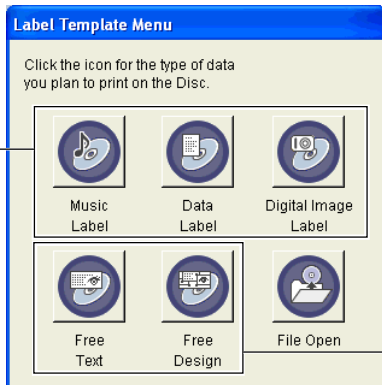 Label Template Menu
Click the icon for the type of data
you plan to print on the Disc.
Music
Label
Data
Label
Digital Image
Label
Free
Text
Free
Design
File Open